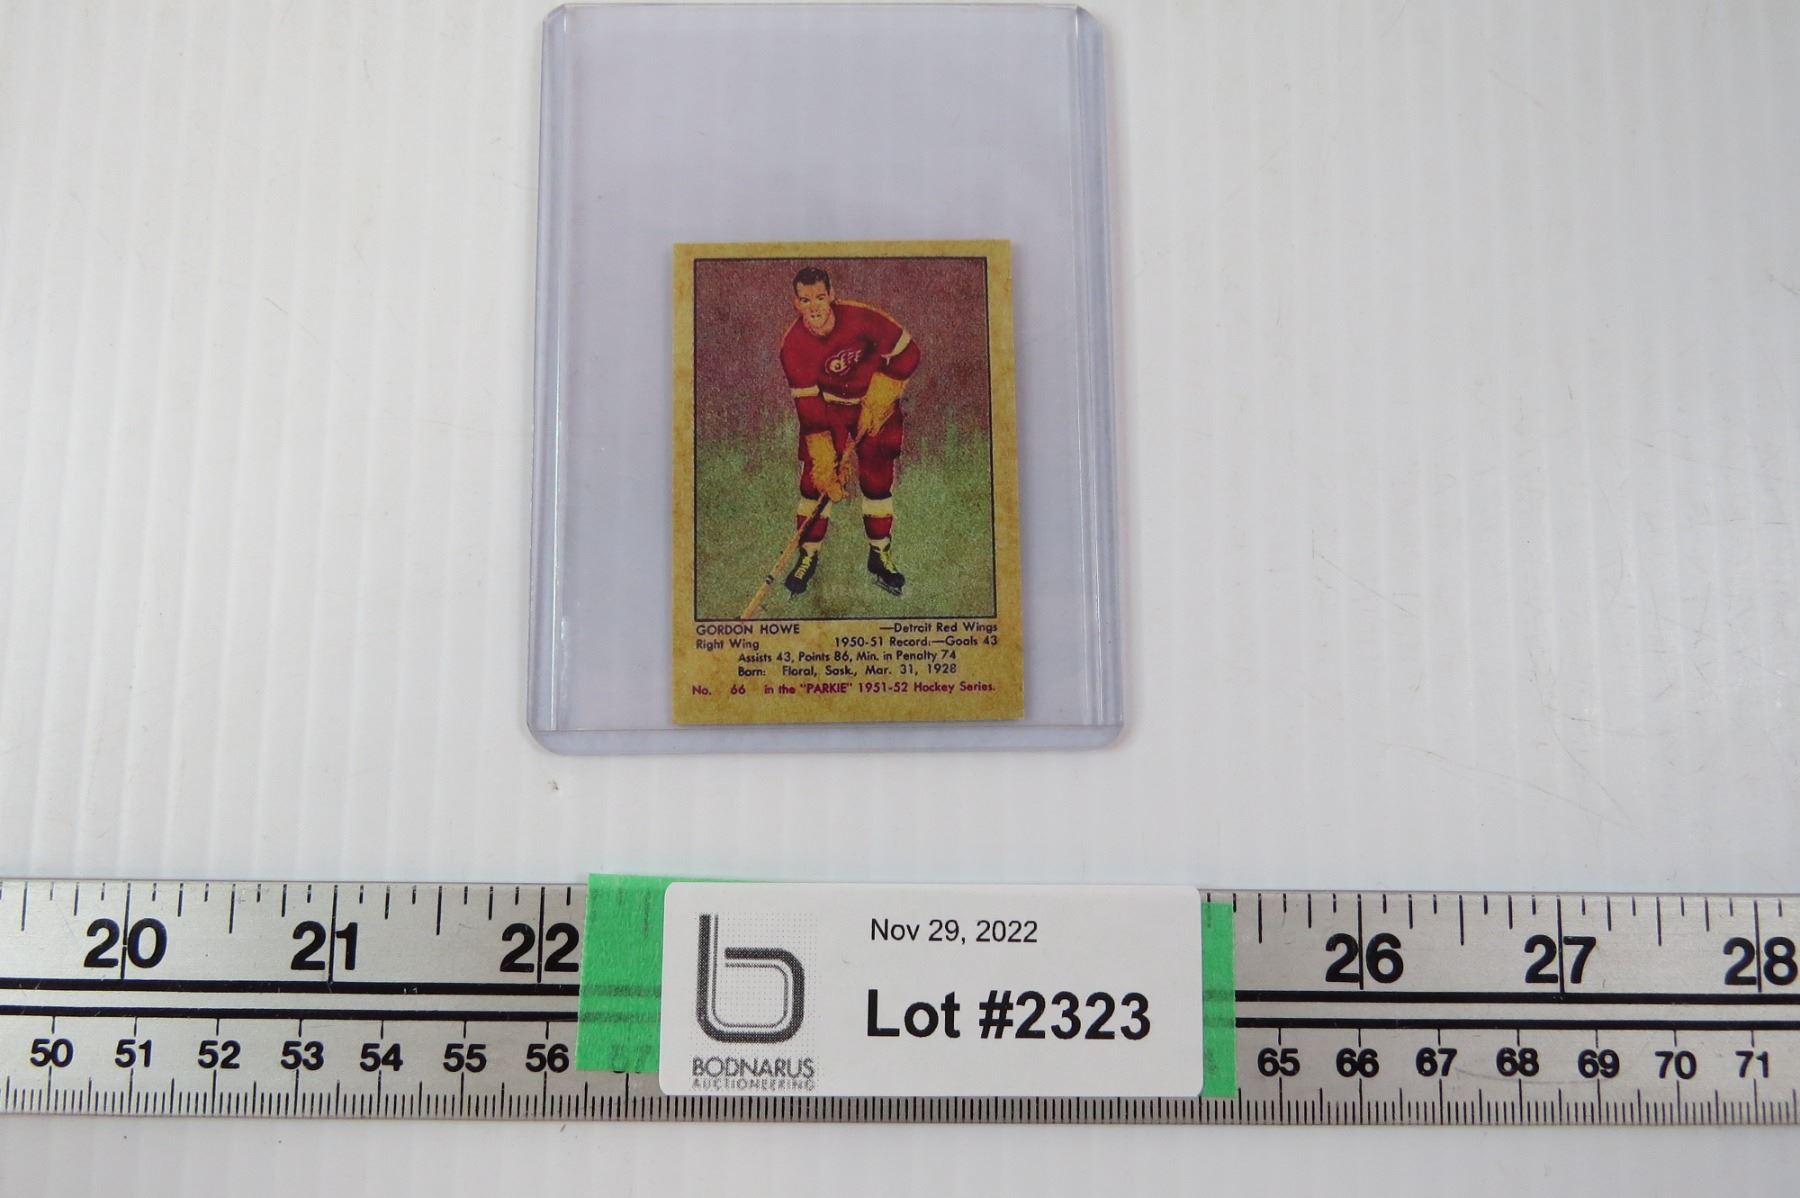 GORDON HOWE —Detroit Red Wings
Right Wing 1950-51 Record:—Goals 43
Assists 43, Points 86, Min. in Penalty 74
Born: Floral, Sask., Mar. 31, 1928
No. 66 in the "PARKIE" 1951-52 Hockey Series.
20 21 22 26 27 28
Nov 29, 2022
Lot #2323
BODNARUS
AUCTIONEERING
50 51 52 53 54 55 56 57 65 66 67 68 69 70 71